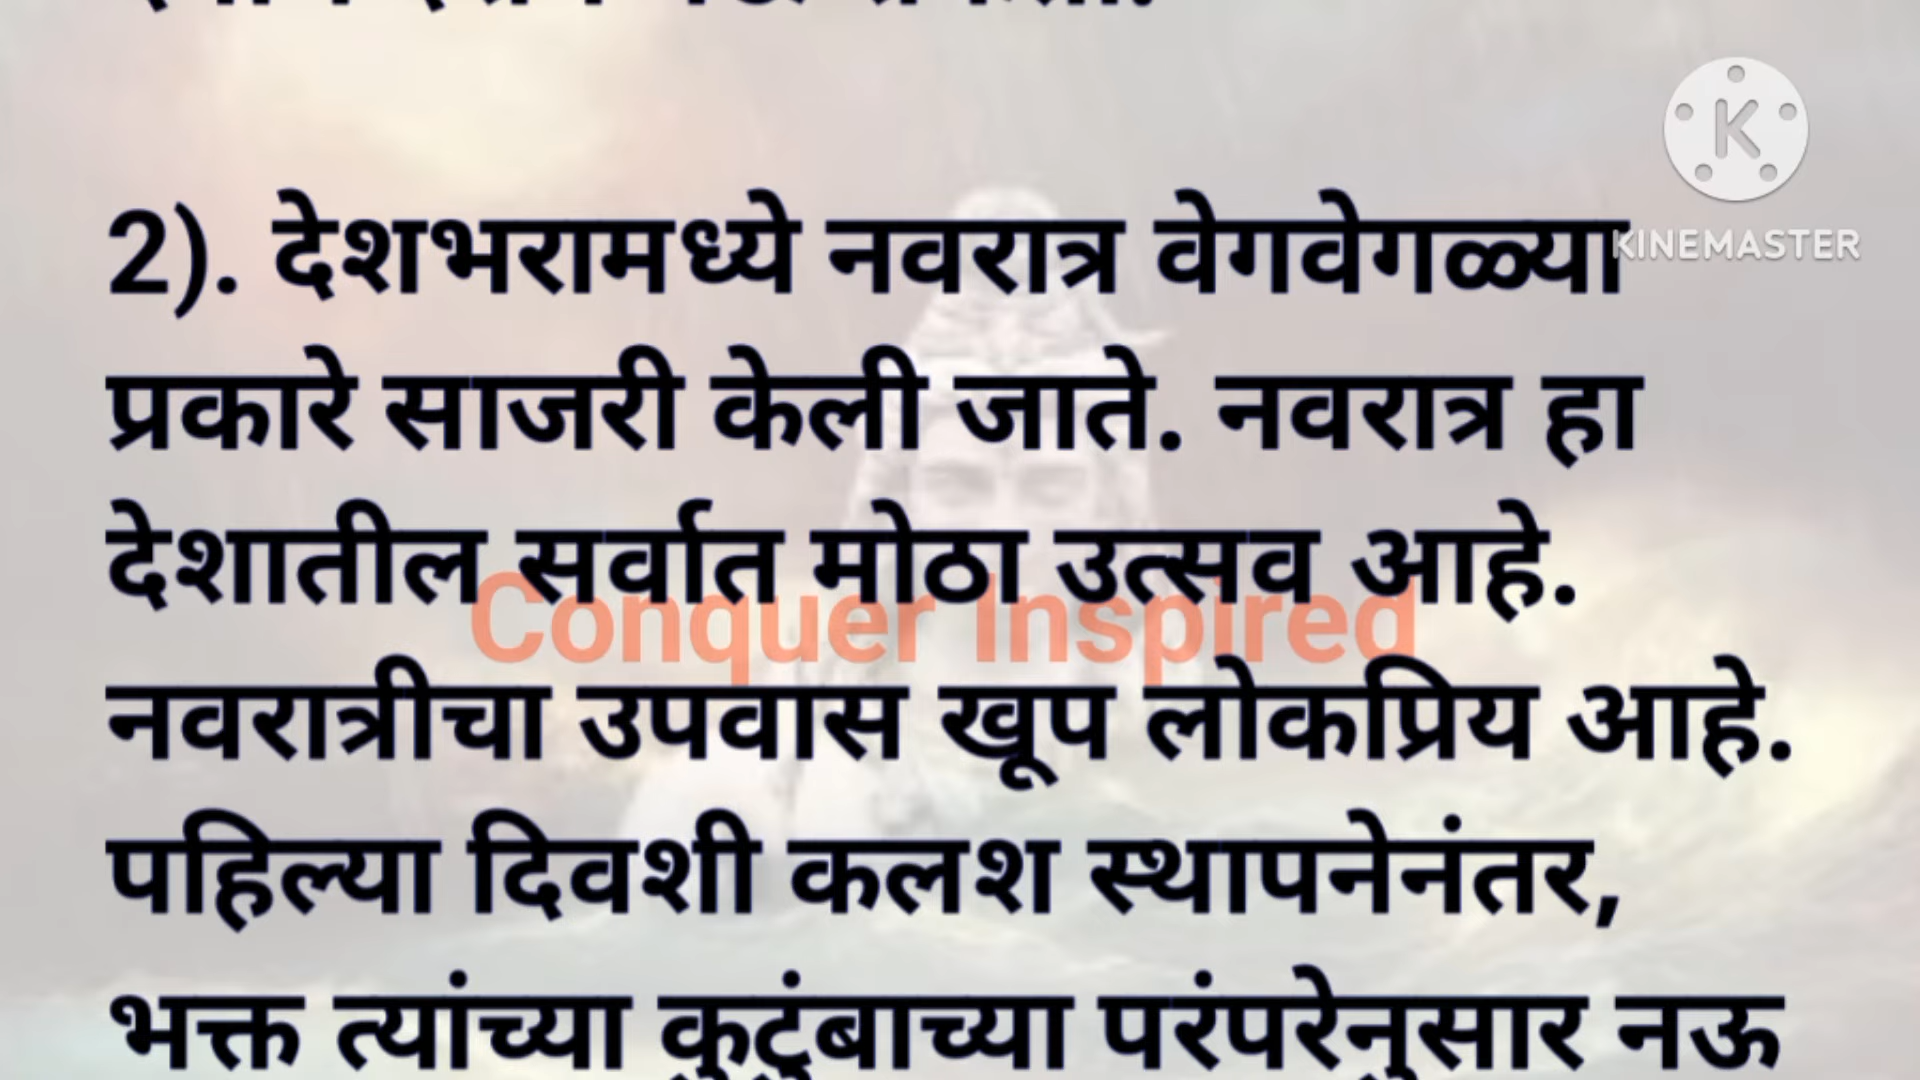 2). देशभरामध्ये नवरात्र वेगवेगळ्या
प्रकारे साजरी केली जाते. नवरात्र हा
देशातील सर्वात मोठा उत्सव आहे.
नवरात्रीचा उपवास खूप लोकप्रिय आहे.
पहिल्या दिवशी कलश स्थापनेनंतर,
भक्त त्यांच्या कुटुंबाच्या परंपरेनुसार नऊ
Conquer Inspired
K
KINEMASTER